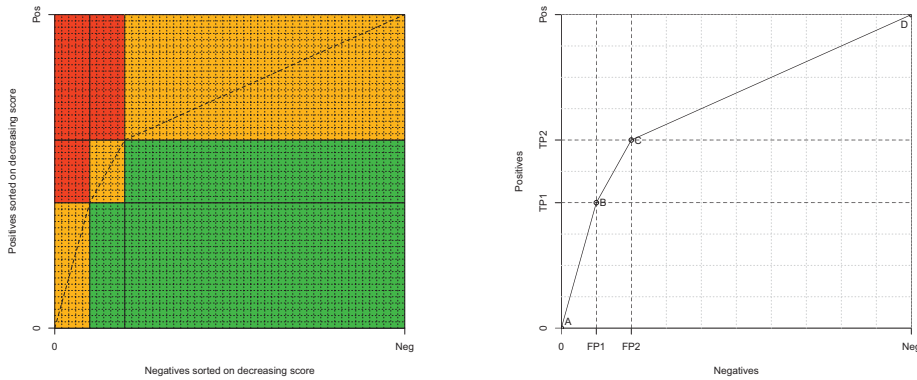 Pos
Positives sorted on decreasing score
0
0
Neg
Negatives sorted on decreasing score
Pos
D
TP2
C
Positives
TP1
B
0
A
0
FP1
FP2
Neg
Negatives